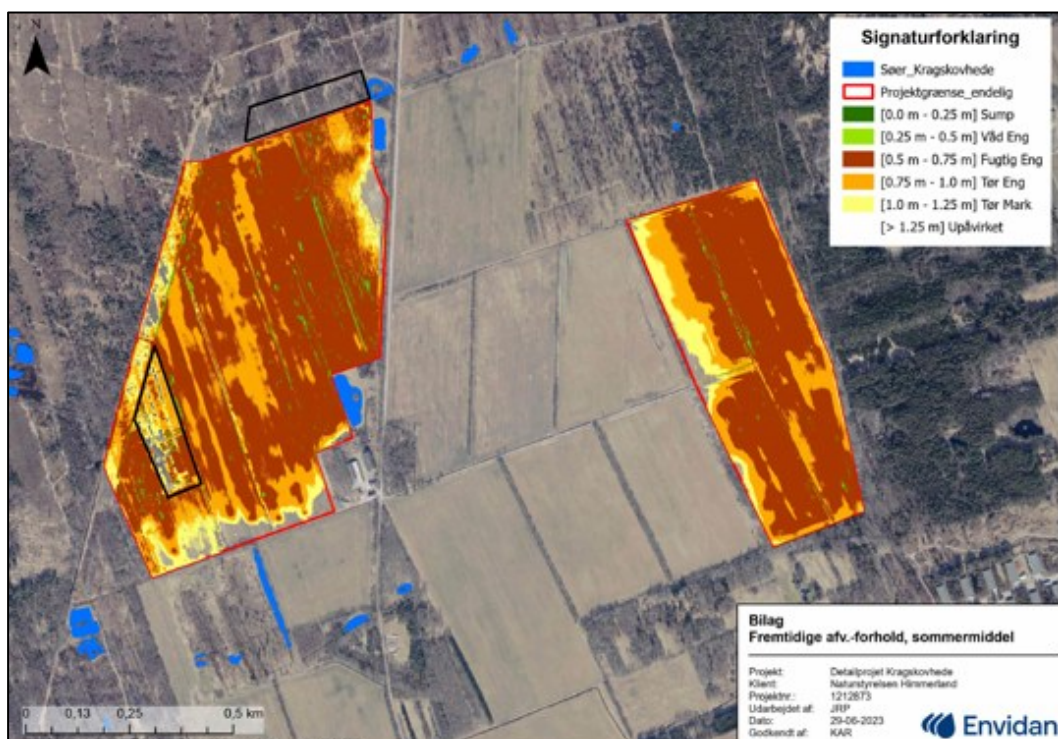 N
Signaturforklaring
Søer_Kragskovhede
Projektgrænse_endelig
[0.0 m - 0.25 m] Sump
[0.25 m - 0.5 m] Våd Eng
[0.5 m - 0.75 m] Fugtig Eng
[0.75 m - 1.0 m] Tør Eng
[1.0 m - 1.25 m] Tør Mark
[> 1.25 m] Upåvirket
Bilag
Fremtidige afv.-forhold, sommermiddel
Projekt: Detailprojet Kragskovhede
Klient: Naturstyrelsen Himmerland
Projektnr.: 1212873
Udarbejdet af: JRP
Dato: 29-06-2023
Godkendt af: KAR
Envidan
0 0,13 0,25 0,5 km